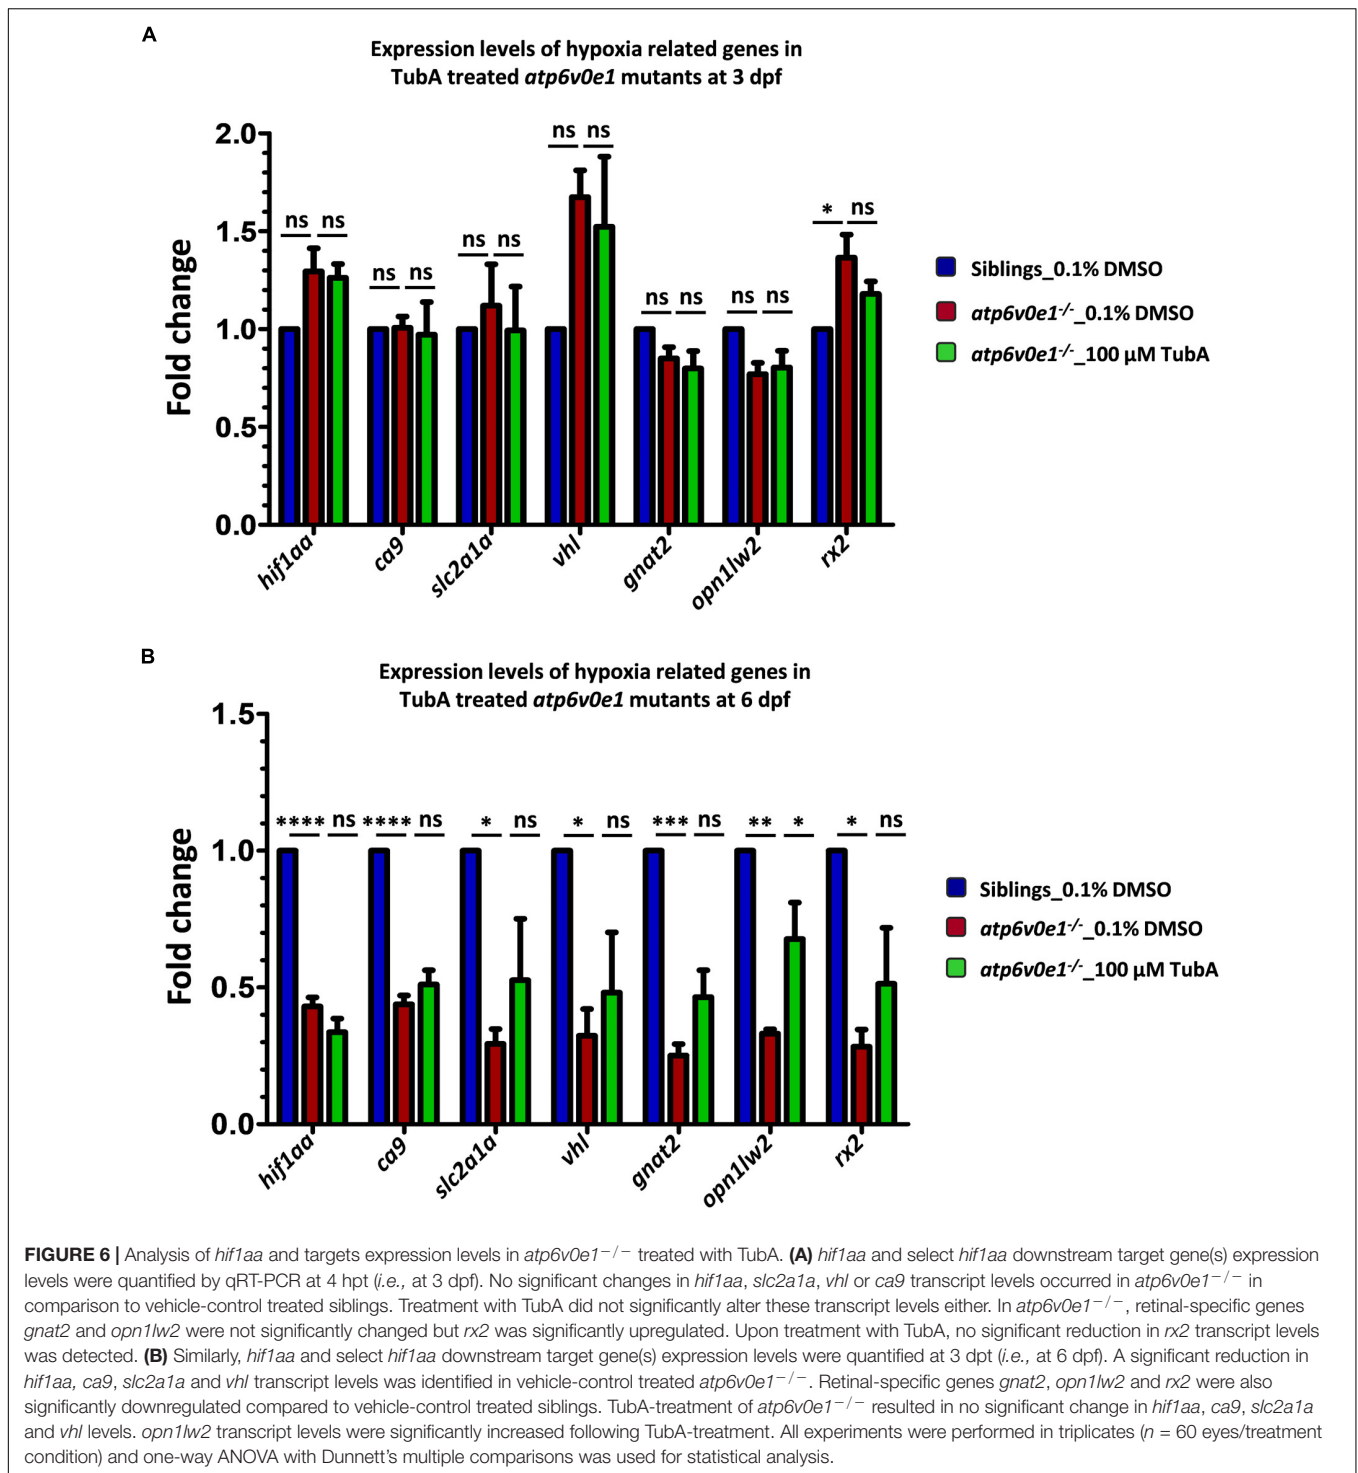 A
Expression levels of hypoxia related genes in
TubA treated atp6v0e1 mutants at 3 dpf
2.0
1.5
1.0
0.5
0.0
Fold change
ns ns
ns ns
ns ns
ns ns
ns ns
ns ns
* ns
hif1aa
ca9
slc2a1a
vhl
gnat2
opn1lw2
rx2
Siblings_0.1% DMSO
atp6v0e1-/-_0.1% DMSO
atp6v0e1-/-_100 µM TubA
B
Expression levels of hypoxia related genes in
TubA treated atp6v0e1 mutants at 6 dpf
1.5
1.0
0.5
0.0
Fold change
**** ns
**** ns
* ns
* ns
*** ns
** *
* ns
hif1aa
ca9
slc2a1a
vhl
gnat2
opn1lw2
rx2
Siblings_0.1% DMSO
atp6v0e1-/-_0.1% DMSO
atp6v0e1-/-_100 µM TubA
FIGURE 6 | Analysis of hif1aa and targets expression levels in atp6v0e1−/− treated with TubA. (A) hif1aa and select hif1aa downstream target gene(s) expression
levels were quantified by qRT-PCR at 4 hpt (i.e., at 3 dpf). No significant changes in hif1aa, slc2a1a, vhl or ca9 transcript levels occurred in atp6v0e1−/− in
comparison to vehicle-control treated siblings. Treatment with TubA did not significantly alter these transcript levels either. In atp6v0e1−/−, retinal-specific genes
gnat2 and opn1lw2 were not significantly changed but rx2 was significantly upregulated. Upon treatment with TubA, no significant reduction in rx2 transcript levels
was detected. (B) Similarly, hif1aa and select hif1aa downstream target gene(s) expression levels were quantified at 3 dpt (i.e., at 6 dpf). A significant reduction in
hif1aa, ca9, slc2a1a and vhl transcript levels was identified in vehicle-control treated atp6v0e1−/−. Retinal-specific genes gnat2, opn1lw2 and rx2 were also
significantly downregulated compared to vehicle-control treated siblings. TubA-treatment of atp6v0e1−/− resulted in no significant change in hif1aa, ca9, slc2a1a
and vhl levels. opn1lw2 transcript levels were significantly increased following TubA-treatment. All experiments were performed in triplicates (n = 60 eyes/treatment
condition) and one-way ANOVA with Dunnett's multiple comparisons was used for statistical analysis.